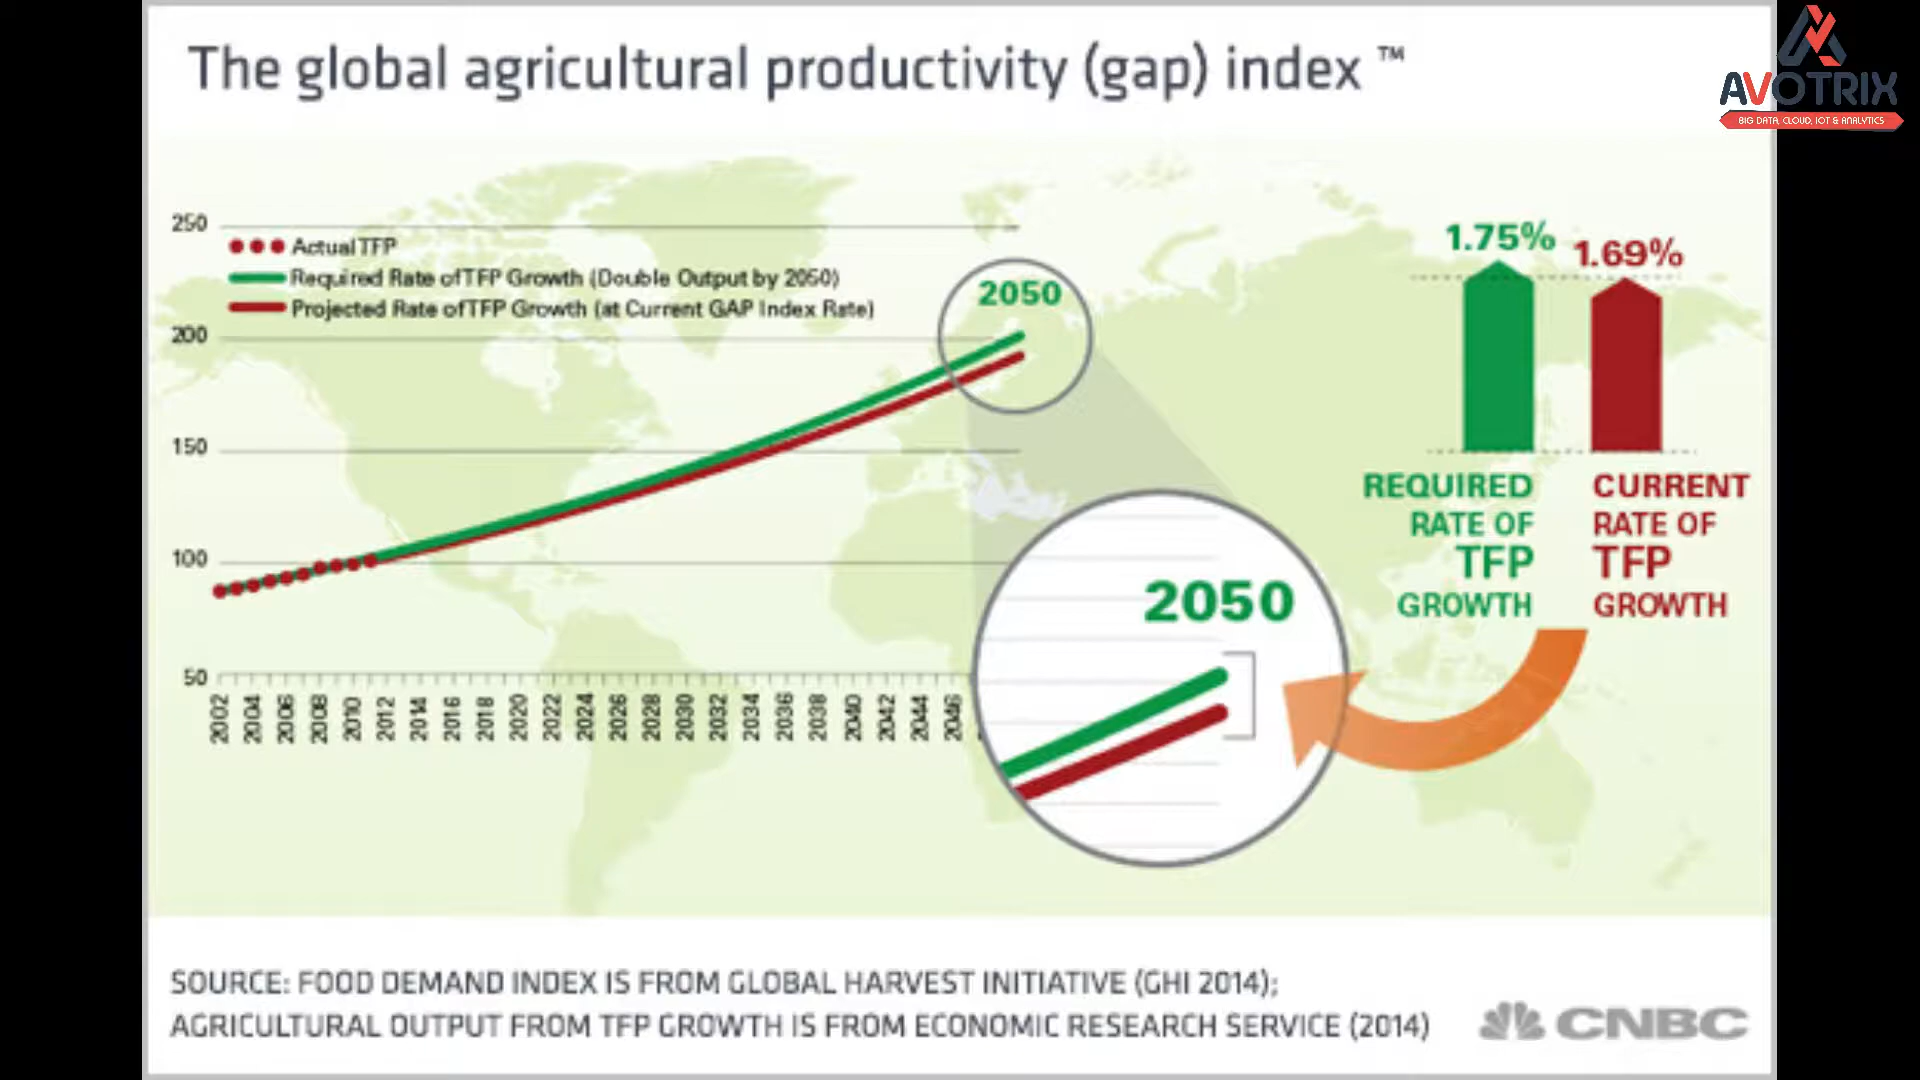 The global agricultural productivity (gap) index ™
AVOTRIX
BIG DATA, CLOUD, IOT & ANALYTICS
250
200
150
100
50
Actual TFP
Required Rate of TFP Growth (Double Output by 2050)
Projected Rate of TFP Growth (at Current GAP Index Rate)
2050
2002 2004 2006 2008 2010 2012 2014 2016 2018 2020 2022 2024 2026 2028 2030 2032 2034 2036 2038 2040 2042 2044 2046
2050
1.75%
REQUIRED
RATE OF
TFP
GROWTH
1.69%
CURRENT
RATE OF
TFP
GROWTH
SOURCE: FOOD DEMAND INDEX IS FROM GLOBAL HARVEST INITIATIVE (GHI 2014);
AGRICULTURAL OUTPUT FROM TFP GROWTH IS FROM ECONOMIC RESEARCH SERVICE (2014)
CNBC